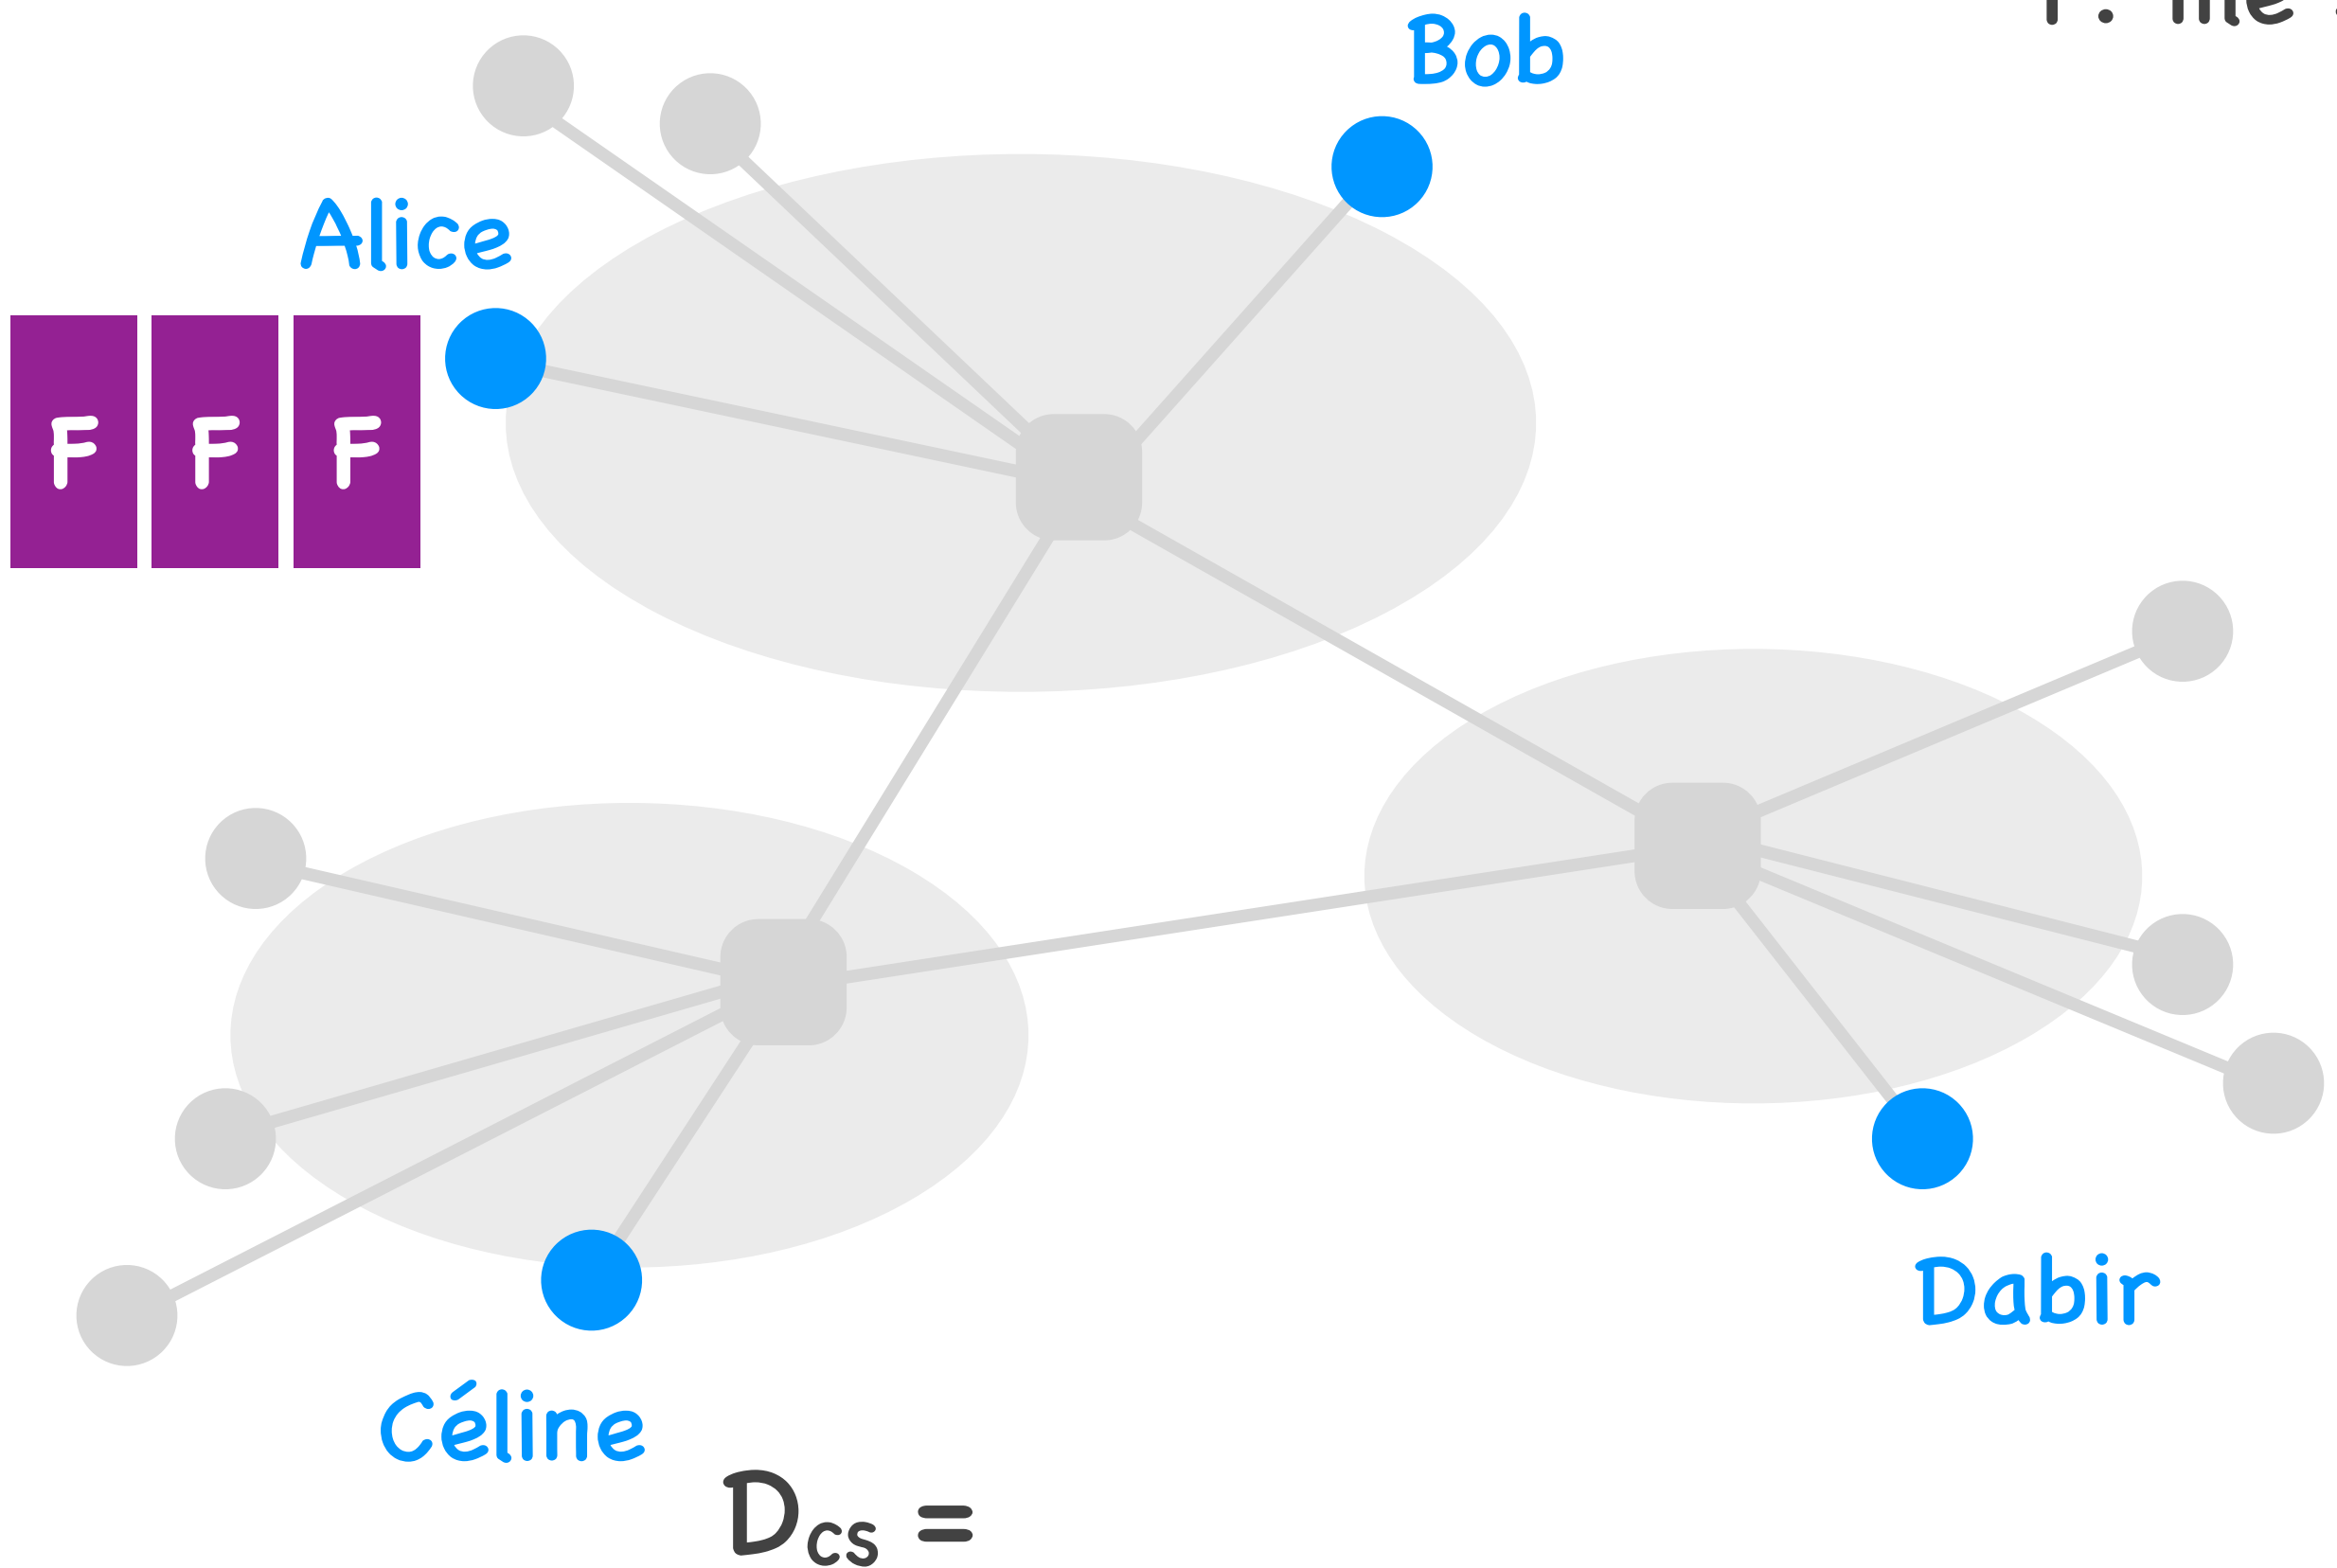 Bob
Alice
F F F
Dabir
Céline
Dcs =